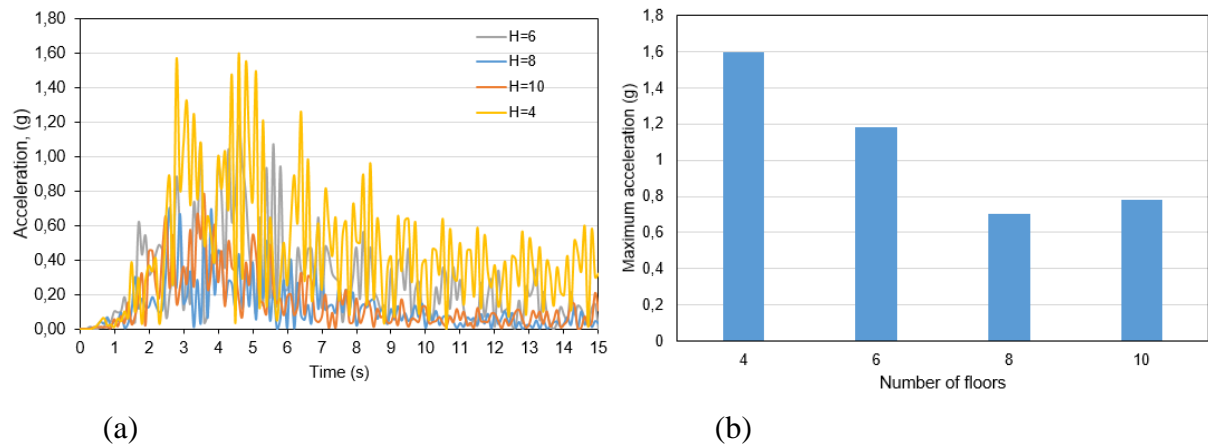 1,80
1,60
1,40
1,20
1,00
0,80
0,60
0,40
0,20
0,00
Acceleration, (g)
H=6
H=8
H=10
H=4
0 1 2 3 4 5 6 7 8 9 10 11 12 13 14 15
Time (s)
(a)
1,8
1,6
1,4
1,2
1
0,8
0,6
0,4
0,2
0
Maximum acceleration (g)
4 6 8 10
Number of floors
(b)